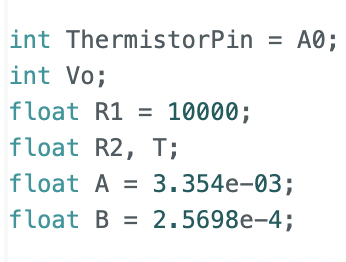 int ThermistorPin = A0;
int Vo;
float R1 = 10000;
float R2, T;
float A = 3.354e-03;
float B = 2.5698e-4;